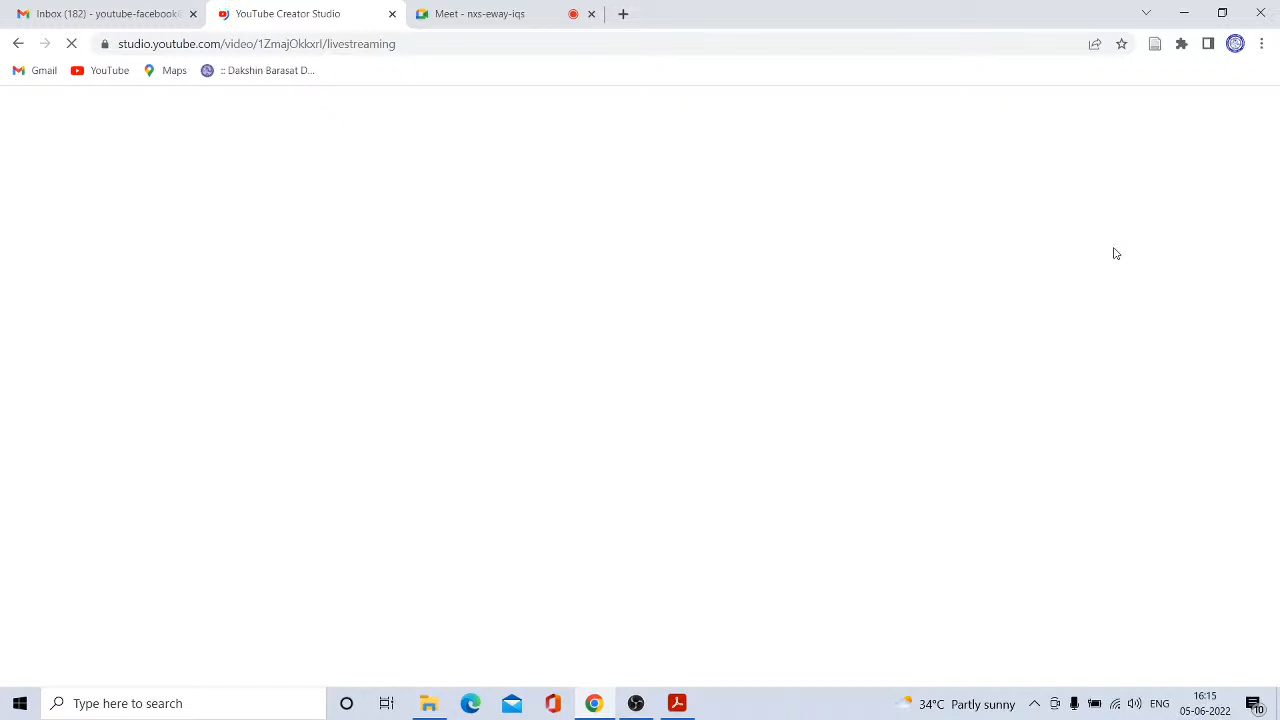 Inbox (182) - youtube-facebook
YouTube Creator Studio
Meet - nxs-eway-iqs
studio.youtube.com/video/1ZmajOkkxrI/livestreaming
Gmail
YouTube
Maps
:: Dakshin Barasat D...
Type here to search
34°C Partly sunny
ENG
16:15
05-06-2022
10